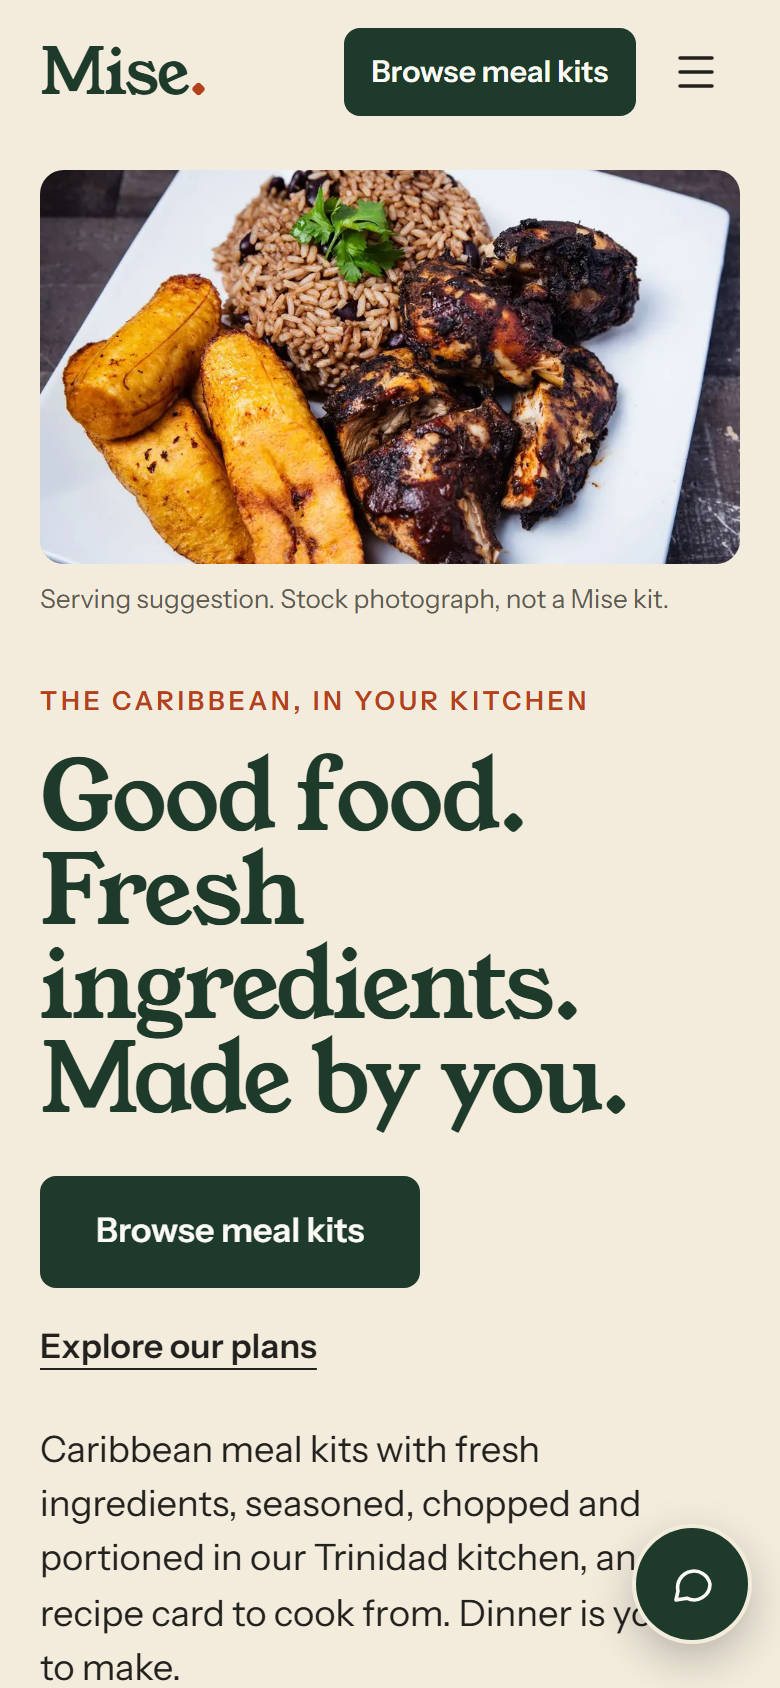 Mise.
Browse meal kits
Serving suggestion. Stock photograph, not a Mise kit.
THE CARIBBEAN, IN YOUR KITCHEN
Good food.
Fresh
ingredients.
Made by you.
Browse meal kits
Explore our plans
Caribbean meal kits with fresh
ingredients, seasoned, chopped and
portioned in our Trinidad kitchen,
recipe card to cook from. Dinner is
to make.